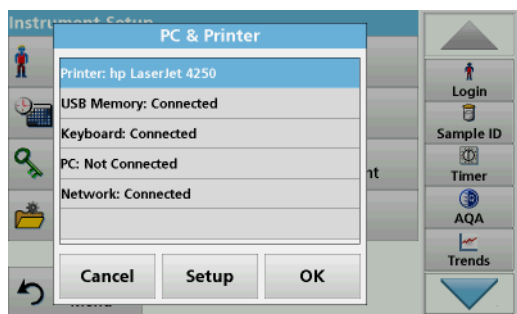 Instrument Setup
PC & Printer
Printer: hp LaserJet 4250
USB Memory: Connected
Keyboard: Connected
PC: Not Connected
Network: Connected
Cancel
Setup
OK
Login
Sample ID
Timer
AQA
Trends